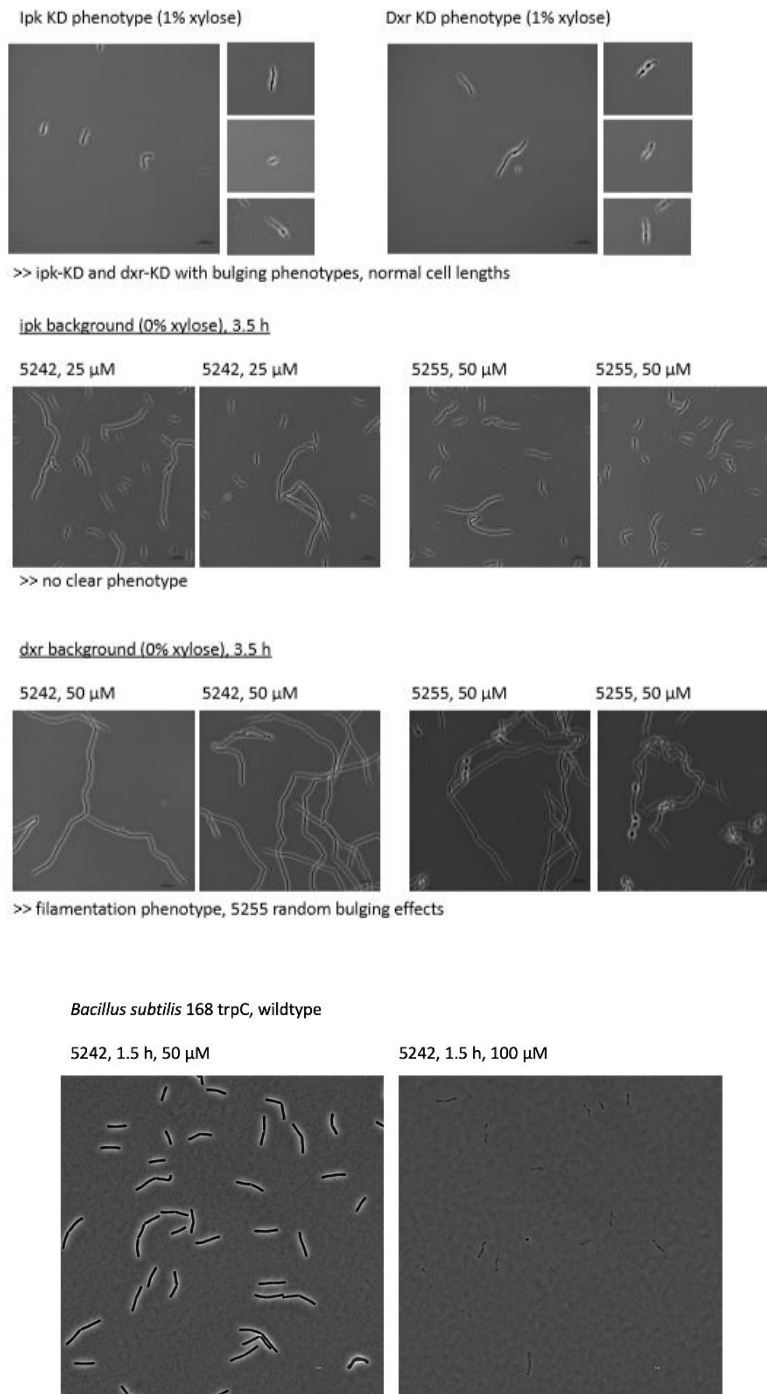 Ipk KD phenotype (1% xylose)
Dxr KD phenotype (1% xylose)
>> ipk-KD and dxr-KD with bulging phenotypes, normal cell lengths
ipk background (0% xylose), 3.5 h
5242, 25 µM
5242, 25 µM
5255, 50 µM
5255, 50 µM
>> no clear phenotype
dxr background (0% xylose), 3.5 h
5242, 50 µM
5242, 50 µM
5255, 50 µM
5255, 50 µM
>> filamentation phenotype, 5255 random bulging effects
Bacillus subtilis 168 trpC, wildtype
5242, 1.5 h, 50 µM
5242, 1.5 h, 100 µM